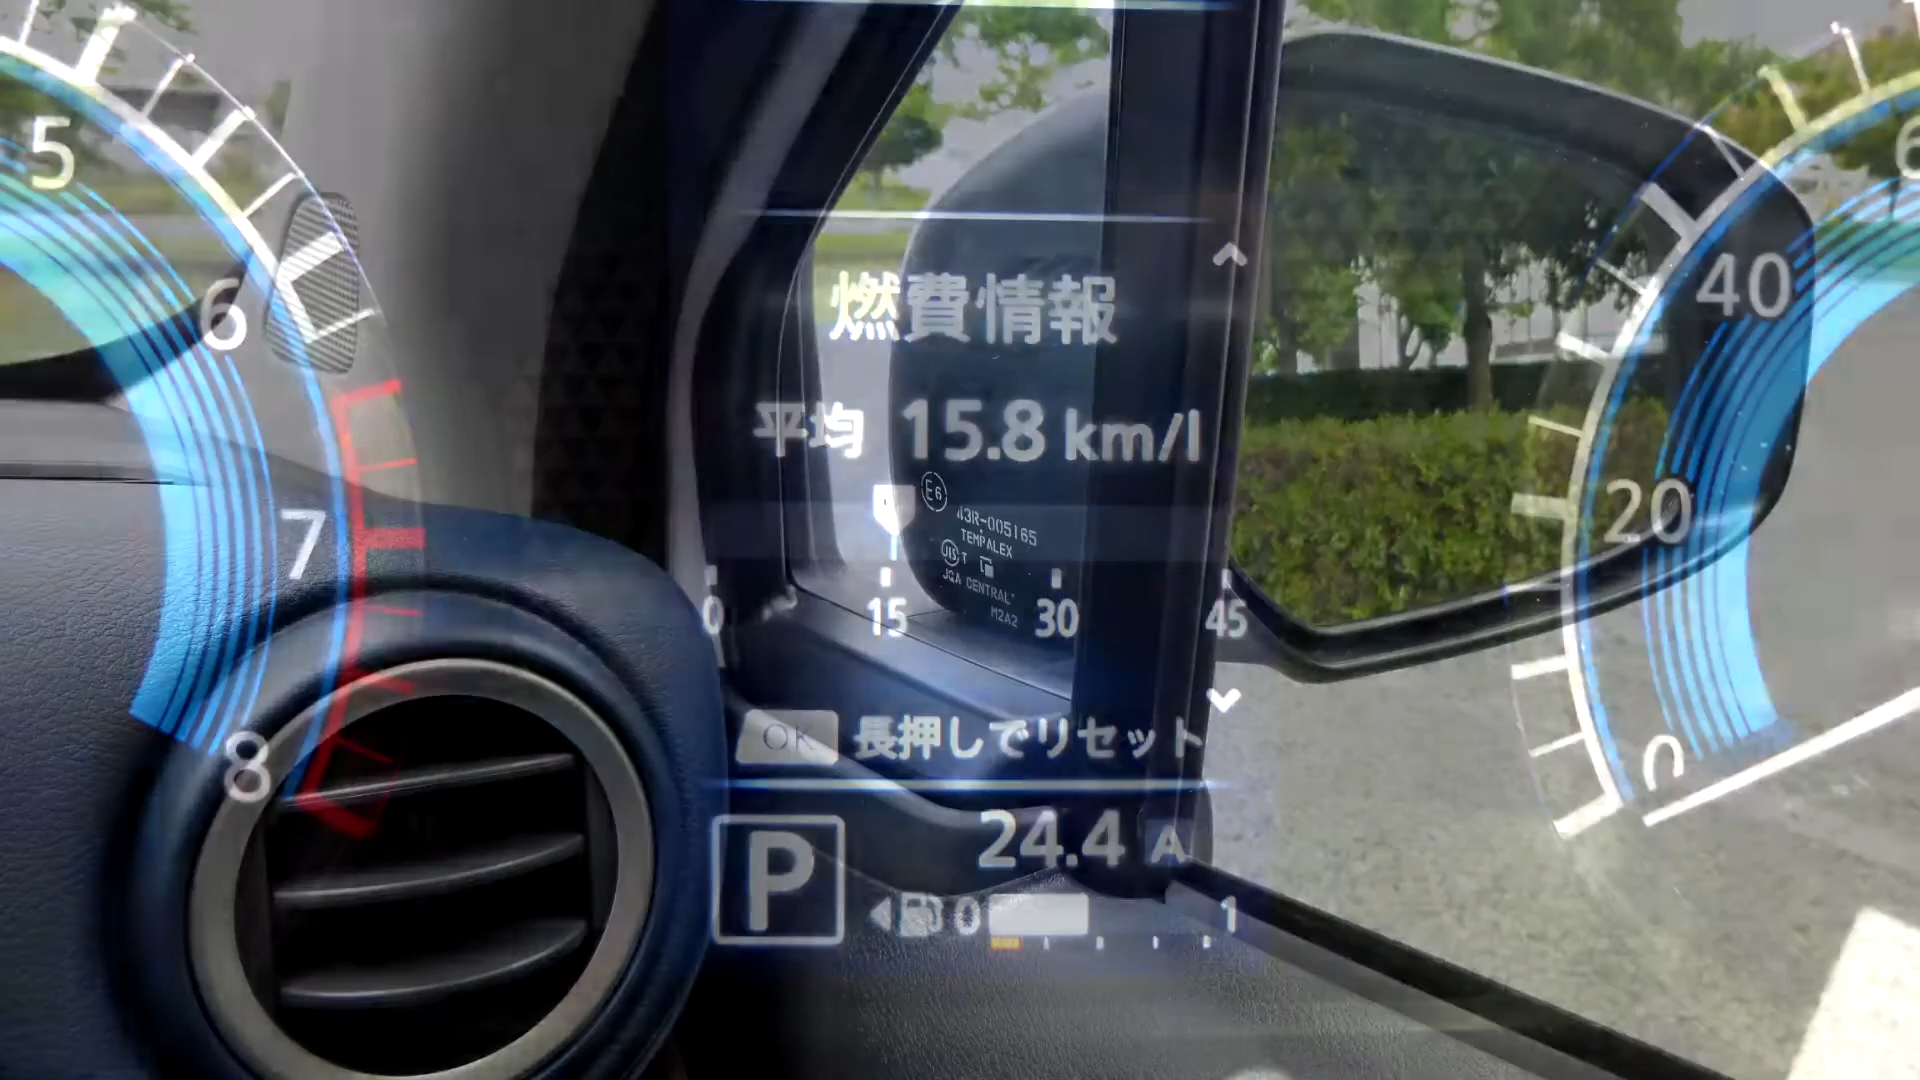 5
6
7
8
燃費情報
平均 15.8 km/l
E6
43R-005165
TEMPALEX
JIS T
JQA CENTRAL
M2A2
0 15 30 45
OK 長押しでリセット
24.4 A
P
0 1
6
40
20
0